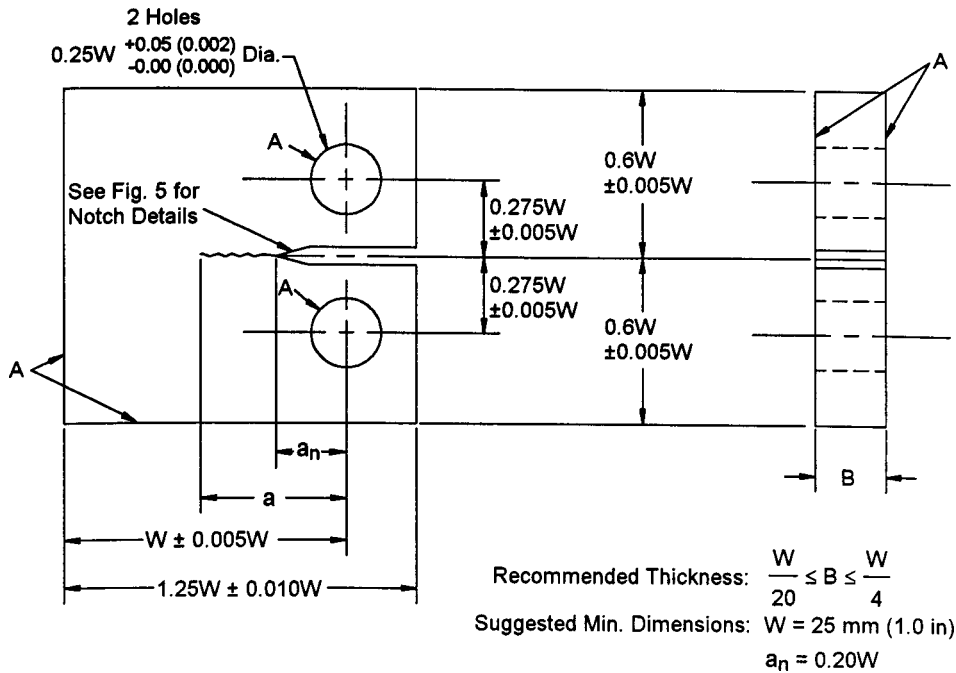 2 Holes
0.25W +0.05 (0.002) Dia.
-0.00 (0.000)
A
A
See Fig. 5 for
Notch Details
0.6W
±0.005W
0.275W
±0.005W
A
0.275W
±0.005W
0.6W
±0.005W
A
an
a
B
W ± 0.005W
1.25W ± 0.010W
Recommended Thickness: W/20 ≤ B ≤ W/4
Suggested Min. Dimensions: W = 25 mm (1.0 in)
an = 0.20W